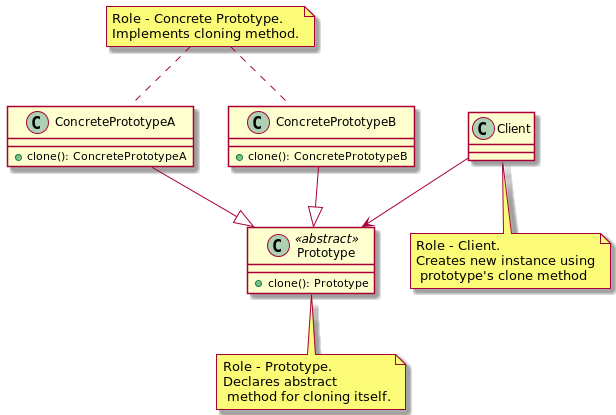 Role - Concrete Prototype.
Implements cloning method.
C ConcretePrototypeA
clone(): ConcretePrototypeA
C ConcretePrototypeB
clone(): ConcretePrototypeB
C Client
C «abstract»
Prototype
clone(): Prototype
Role - Client.
Creates new instance using
prototype's clone method
Role - Prototype.
Declares abstract
method for cloning itself.